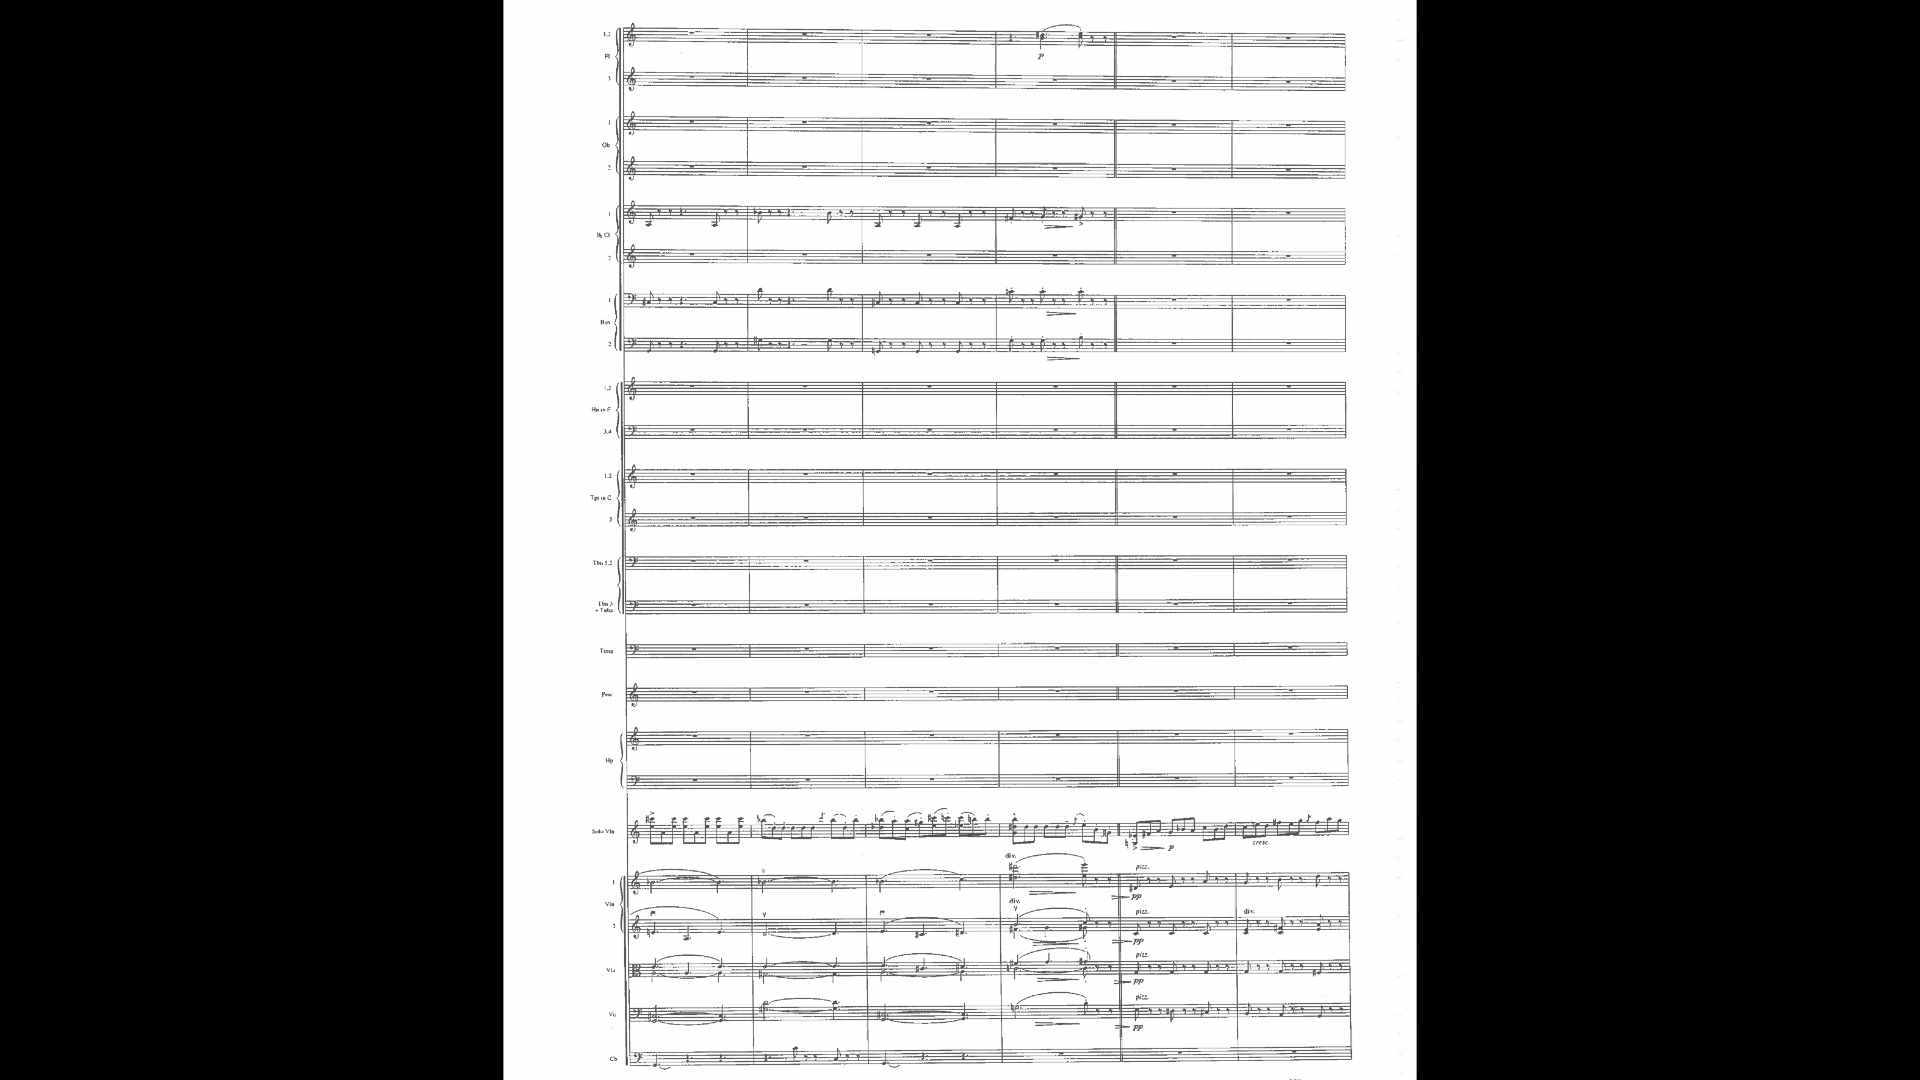 1,2
Fl
3
p
1
Ob
2
1
B♭ Cl
2
1
Bsn
2
1,2
Hn in F
3,4
1,2
Tpt in C
3
Tbn 1,2
Tbn 3
+ Tuba
Timp
Perc
Hp
Solo Vln
p
cresc.
div.
1
pizz.
Vln
pp
div.
pizz.
div.
2
pp
pizz.
Vla
pp
pizz.
Vc
pp
Cb